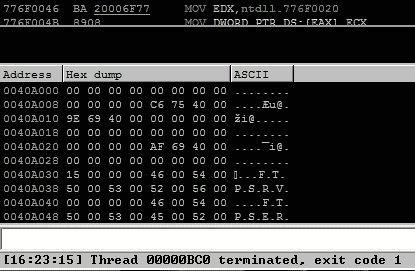 776F0046 BA 20006F77 MOV EDX,ntdll.776F0020
776F004B 8908 MOV DWORD PTR DS:[EAX],ECX
Address Hex dump ASCII
0040A000 00 00 00 00 00 00 00 00 ........
0040A008 00 00 00 00 C6 75 40 00 ....Æu@.
0040A010 9E 69 40 00 00 00 00 00 ži@.....
0040A018 00 00 00 00 00 00 00 00 ........
0040A020 00 00 00 00 AF 69 40 00 ....¯i@.
0040A028 00 00 00 00 00 00 00 00 ........
0040A030 15 00 00 00 46 00 54 00 ...F.T.
0040A038 50 00 53 00 52 00 56 00 P.S.R.V.
0040A040 00 00 00 00 46 00 54 00 ....F.T.
0040A048 50 00 53 00 45 00 52 00 P.S.E.R.
[16:23:15] Thread 00000BC0 terminated, exit code 1